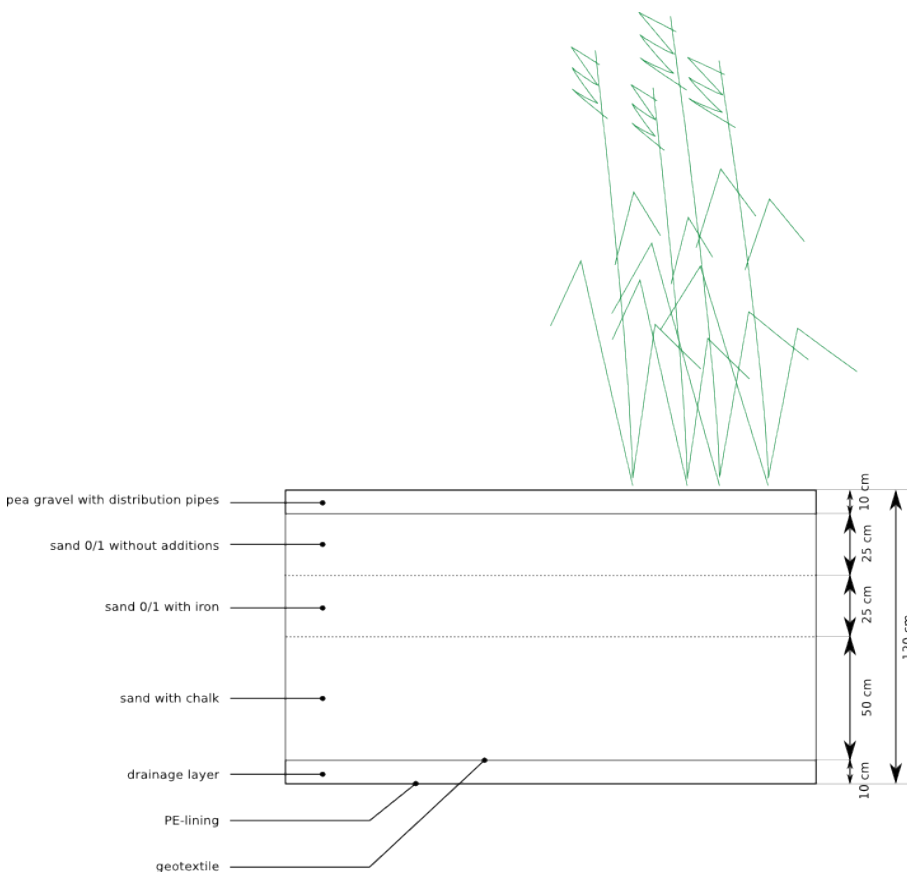 pea gravel with distribution pipes
10 cm
sand 0/1 without additions
25 cm
sand 0/1 with iron
25 cm
sand with chalk
50 cm
drainage layer
10 cm
PE-lining
geotextile